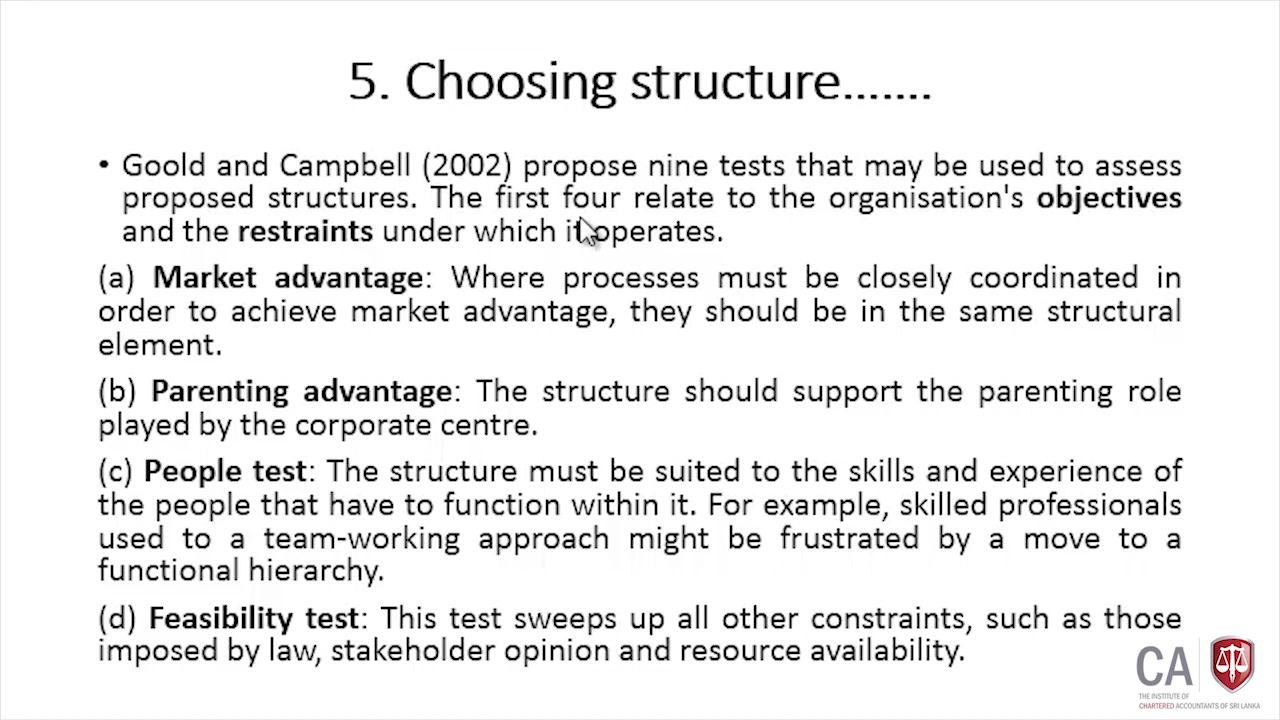 5. Choosing structure…….
• Goold and Campbell (2002) propose nine tests that may be used to assess
proposed structures. The first four relate to the organisation's objectives
and the restraints under which it operates.
(a) Market advantage: Where processes must be closely coordinated in
order to achieve market advantage, they should be in the same structural
element.
(b) Parenting advantage: The structure should support the parenting role
played by the corporate centre.
(c) People test: The structure must be suited to the skills and experience of
the people that have to function within it. For example, skilled professionals
used to a team-working approach might be frustrated by a move to a
functional hierarchy.
(d) Feasibility test: This test sweeps up all other constraints, such as those
imposed by law, stakeholder opinion and resource availability.
CA
THE INSTITUTE OF
CHARTERED ACCOUNTANTS OF SRI LANKA